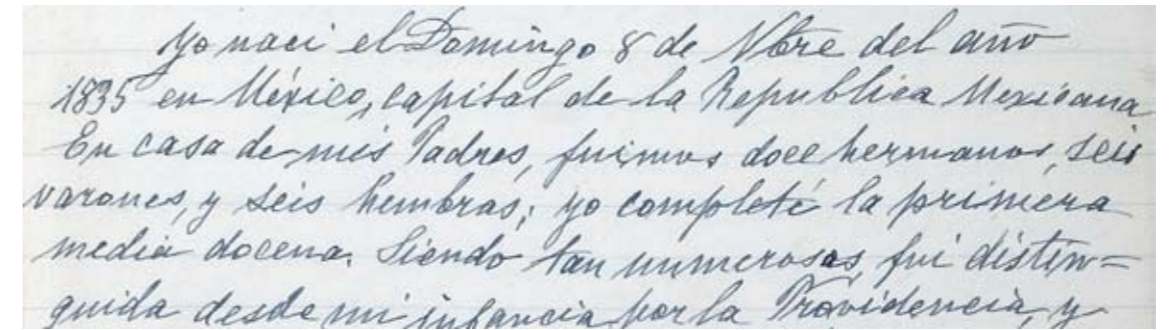 Yo naci el Domingo 8 de Nbre del año
1835 en México, capital de la Republica Mexicana
En casa de mis Padres, fuimos doce hermanos, seis
varones, y seis hembras; yo completé la primera
media docena. Siendo tan numerosas, fui distin=
guida desde mi infancia por la Providencia, y